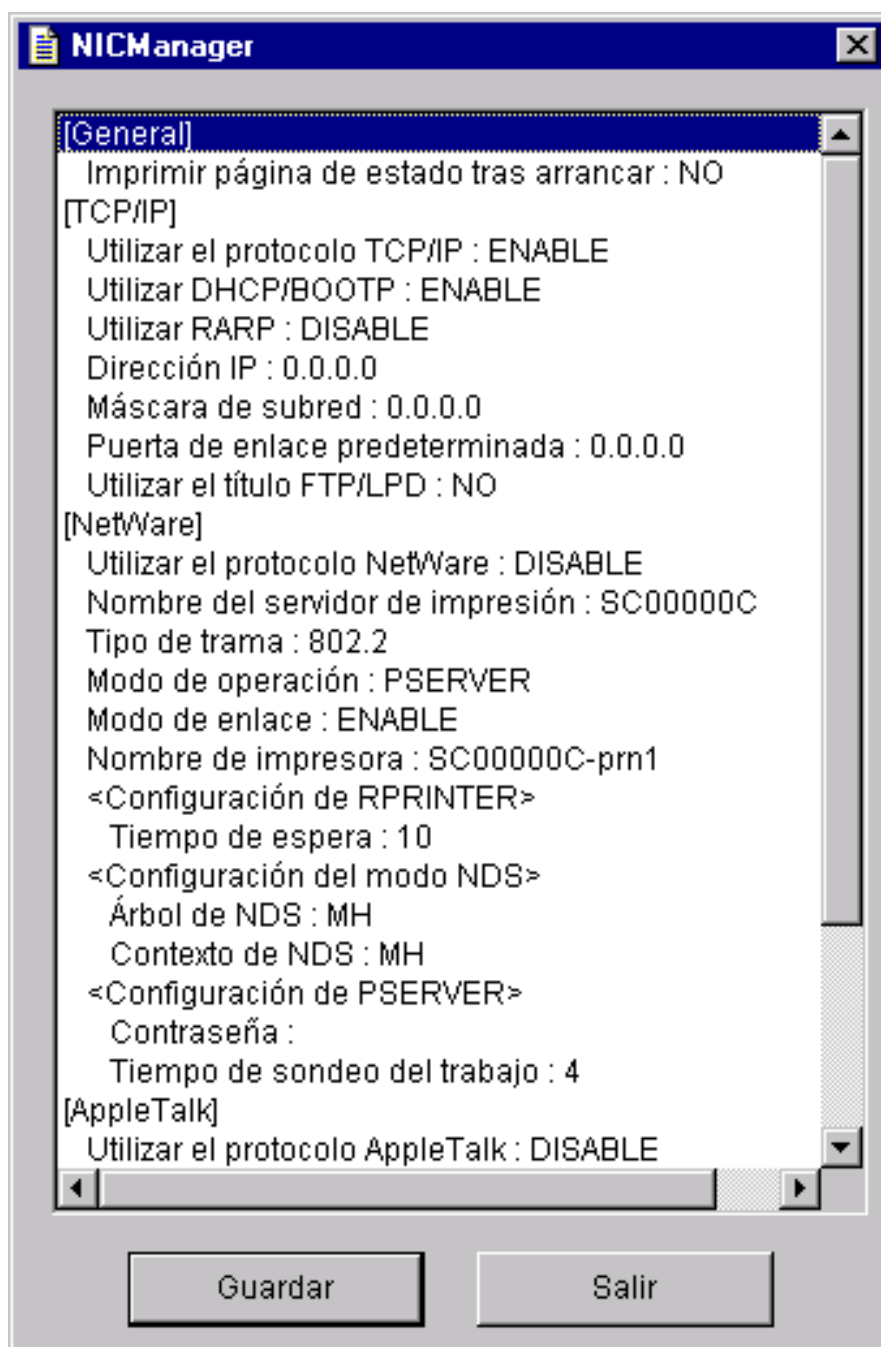 NICManager
[General]
Imprimir página de estado tras arrancar : NO
[TCP/IP]
Utilizar el protocolo TCP/IP : ENABLE
Utilizar DHCP/BOOTP : ENABLE
Utilizar RARP : DISABLE
Dirección IP : 0.0.0.0
Máscara de subred : 0.0.0.0
Puerta de enlace predeterminada : 0.0.0.0
Utilizar el título FTP/LPD : NO
[NetWare]
Utilizar el protocolo NetWare : DISABLE
Nombre del servidor de impresión : SC00000C
Tipo de trama : 802.2
Modo de operación : PSERVER
Modo de enlace : ENABLE
Nombre de impresora : SC00000C-prn1
<Configuración de RPRINTER>
Tiempo de espera : 10
<Configuración del modo NDS>
Árbol de NDS : MH
Contexto de NDS : MH
<Configuración de PSERVER>
Contraseña :
Tiempo de sondeo del trabajo : 4
[AppleTalk]
Utilizar el protocolo AppleTalk : DISABLE
Guardar
Salir